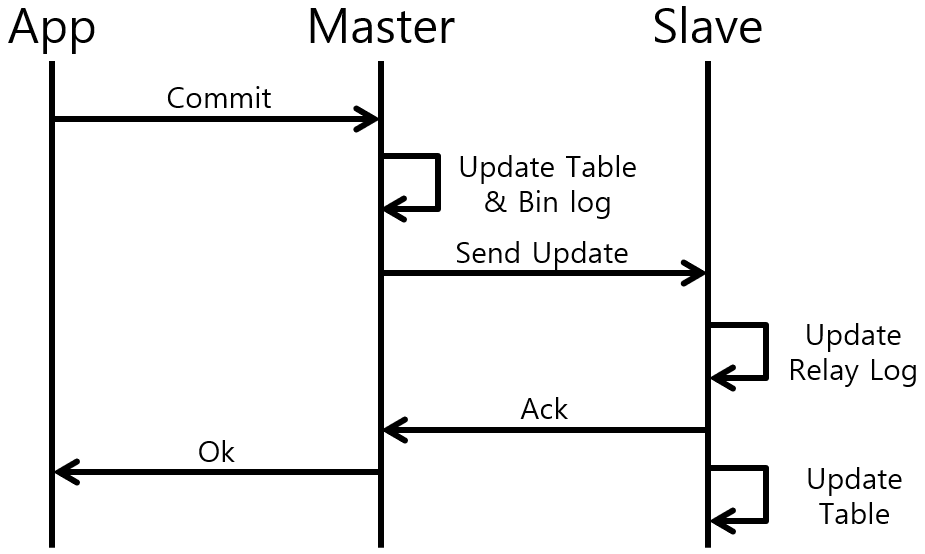 App
Master
Slave
Commit
Update Table
& Bin log
Send Update
Update
Relay Log
Ack
Ok
Update
Table